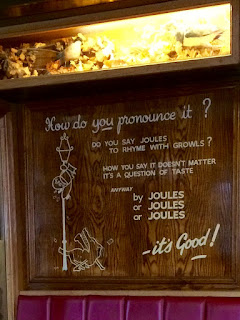 How do you pronounce it ?
DO YOU SAY JOULES
TO RHYME WITH GROWLS ?
HOW YOU SAY IT DOESN'T MATTER
IT'S A QUESTION OF TASTE
ANYWAY
by JOULES
or JOULES
or JOULES
-it's Good!